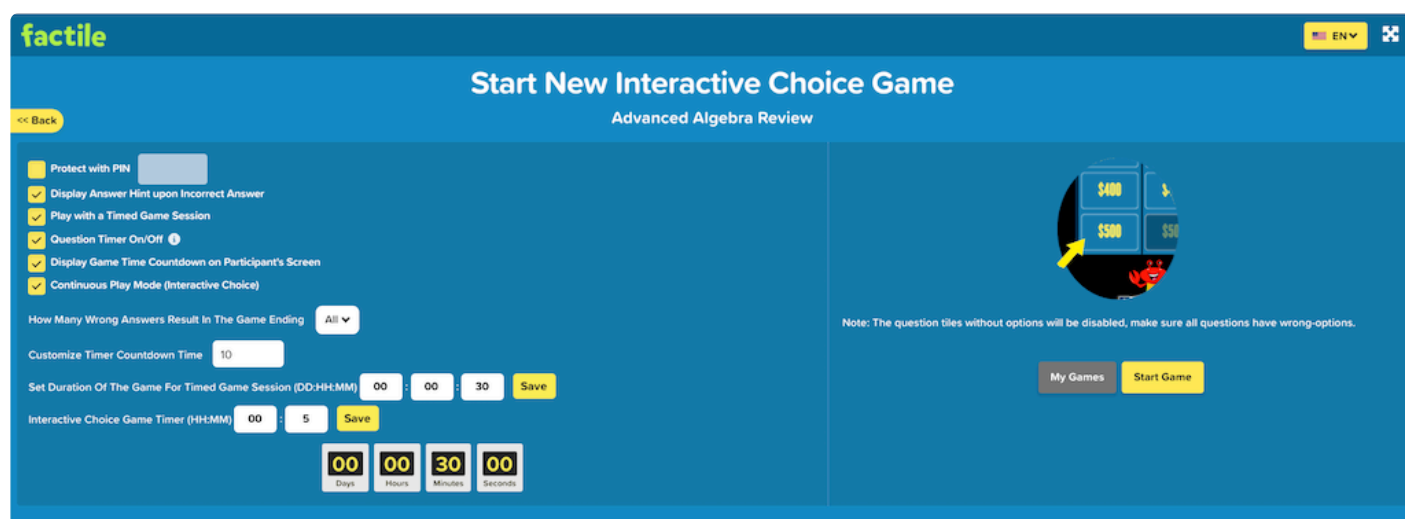 factile
EN
Start New Interactive Choice Game
Advanced Algebra Review
<< Back
Protect with PIN
Display Answer Hint upon Incorrect Answer
Play with a Timed Game Session
Question Timer On/Off
Display Game Time Countdown on Participant's Screen
Continuous Play Mode (Interactive Choice)
How Many Wrong Answers Result In The Game Ending All
Customize Timer Countdown Time 10
Set Duration Of The Game For Timed Game Session (DD:HH:MM) 00 : 00 : 30 Save
Interactive Choice Game Timer (HH:MM) 00 : 5 Save
00 00 30 00
Days Hours Minutes Seconds
$400
$500 $50
Note: The question tiles without options will be disabled, make sure all questions have wrong-options.
My Games Start Game